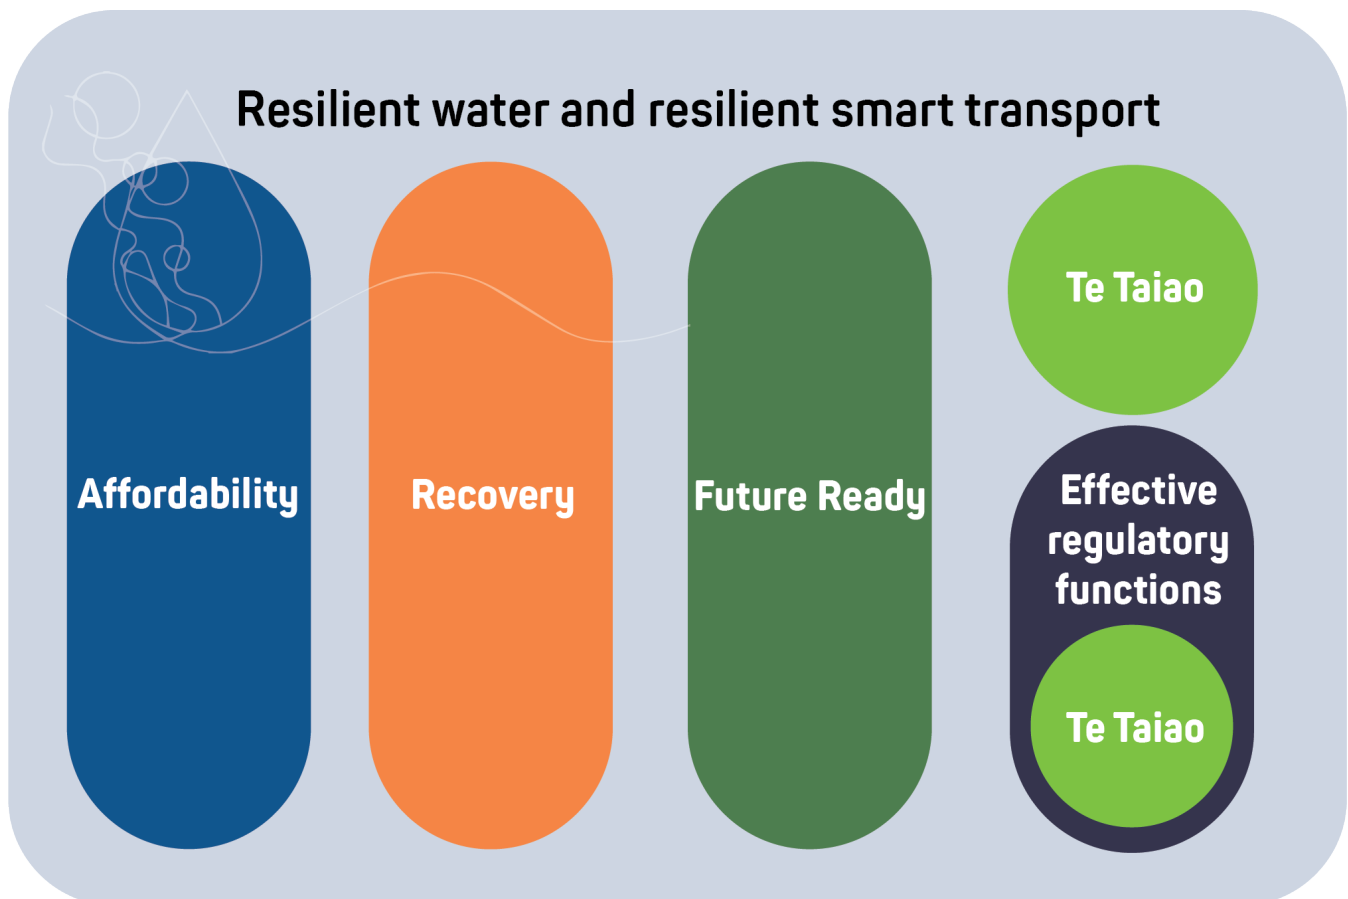 Resilient water and resilient smart transport
Affordability
Recovery
Future Ready
Te Taiao
Effective
regulatory
functions
Te Taiao